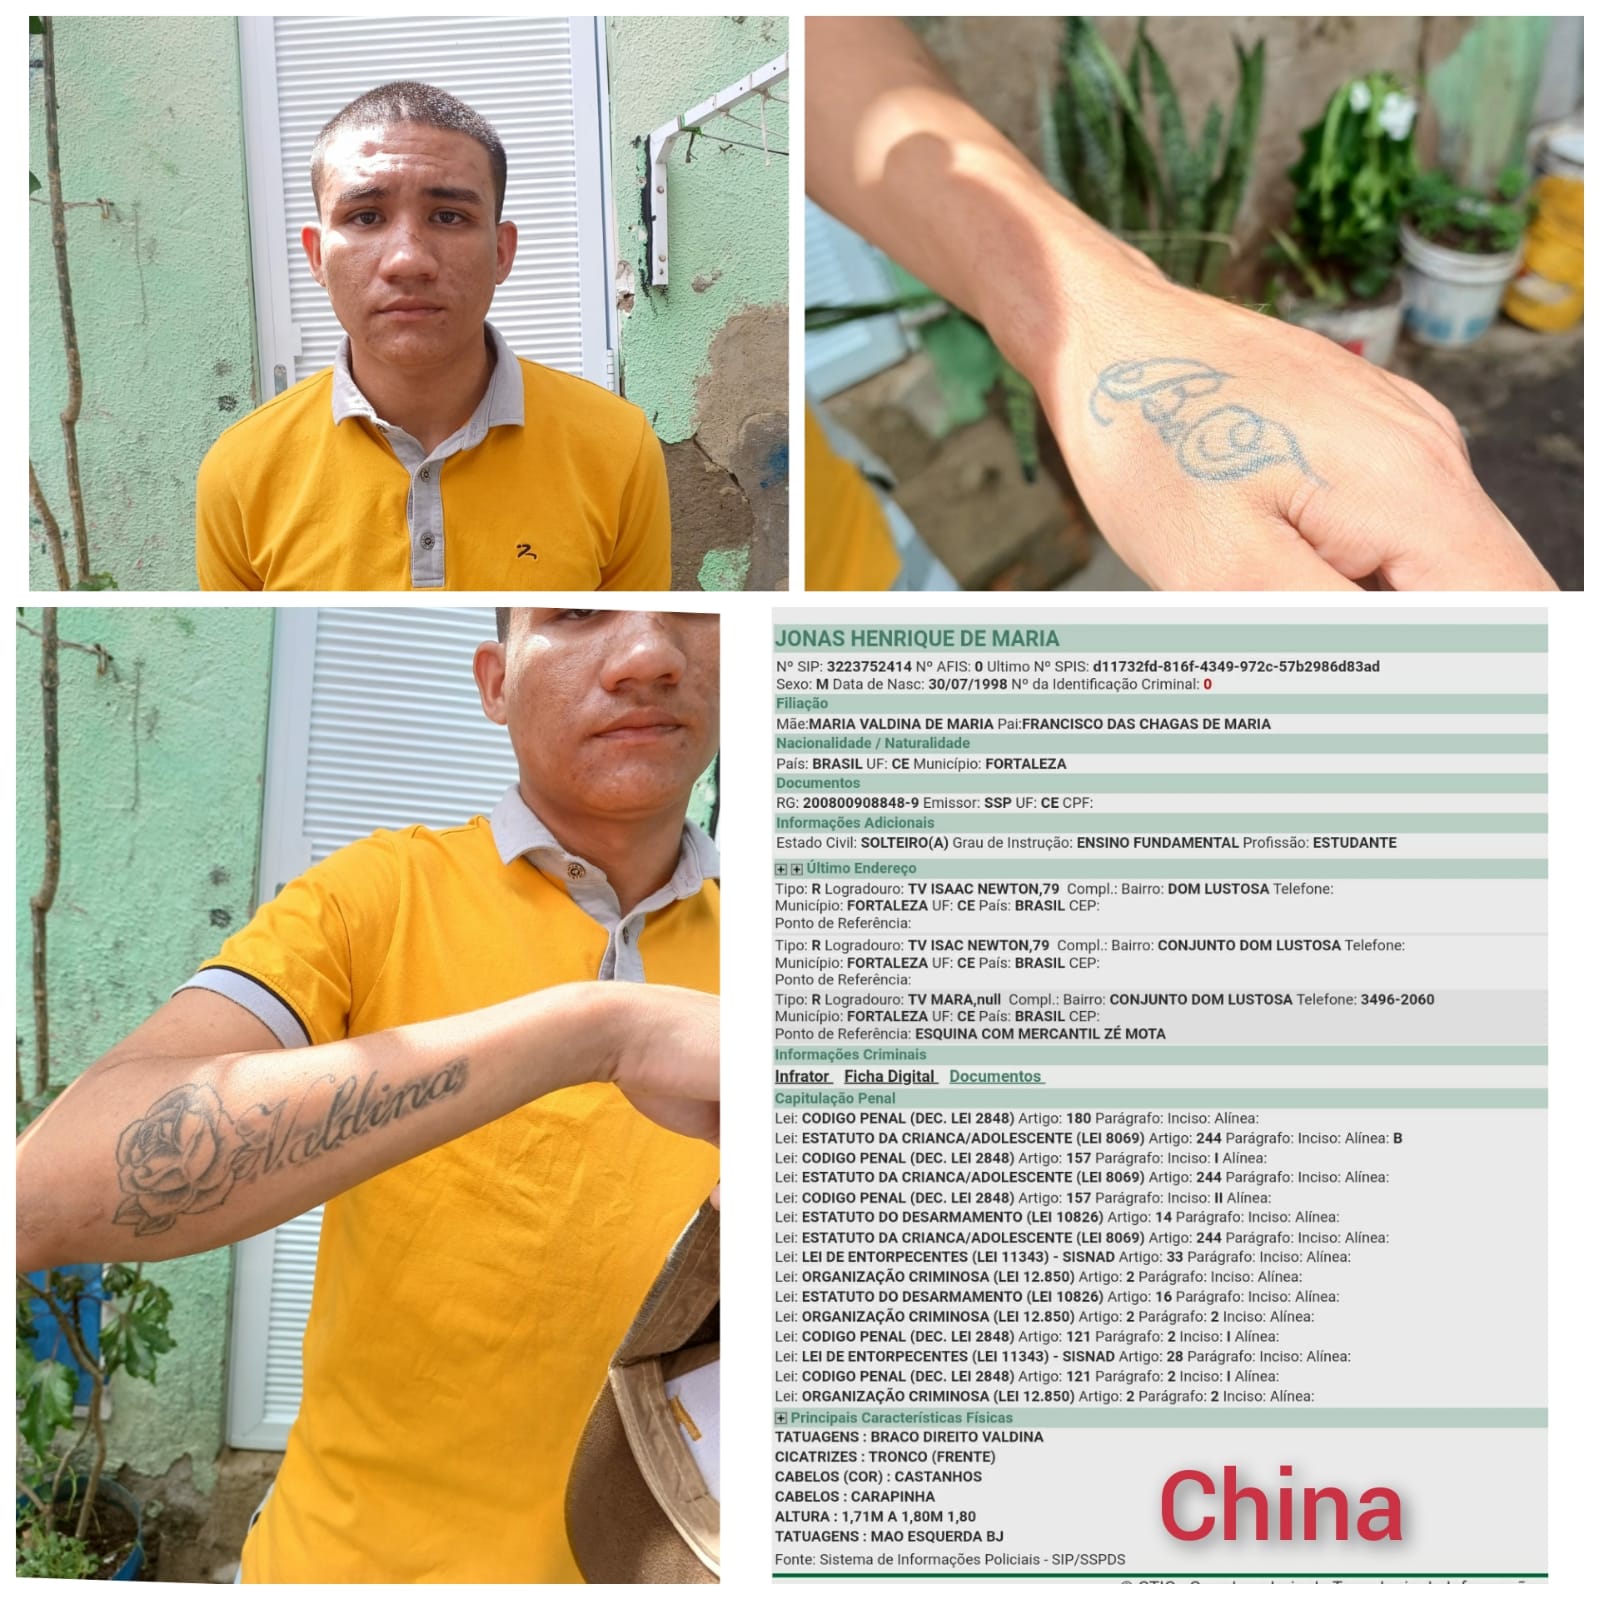 Valdina
JONAS HENRIQUE DE MARIA
Nº SIP: 3223752414 Nº AFIS: 0 Ultimo Nº SPIS: d11732fd-816f-4349-972c-57b2986d83ad
Sexo: M Data de Nasc: 30/07/1998 Nº da Identificação Criminal: 0
Filiação
Mãe:MARIA VALDINA DE MARIA Pai:FRANCISCO DAS CHAGAS DE MARIA
Nacionalidade / Naturalidade
País: BRASIL UF: CE Município: FORTALEZA
Documentos
RG: 200800908848-9 Emissor: SSP UF: CE CPF:
Informações Adicionais
Estado Civil: SOLTEIRO(A) Grau de Instrução: ENSINO FUNDAMENTAL Profissão: ESTUDANTE
Último Endereço
Tipo: R Logradouro: TV ISAAC NEWTON,79 Compl.: Bairro: DOM LUSTOSA Telefone:
Município: FORTALEZA UF: CE País: BRASIL CEP:
Ponto de Referência:
Tipo: R Logradouro: TV ISAC NEWTON,79 Compl.: Bairro: CONJUNTO DOM LUSTOSA Telefone:
Município: FORTALEZA UF: CE País: BRASIL CEP:
Ponto de Referência:
Tipo: R Logradouro: TV MARA,null Compl.: Bairro: CONJUNTO DOM LUSTOSA Telefone: 3496-2060
Município: FORTALEZA UF: CE País: BRASIL CEP:
Ponto de Referência: ESQUINA COM MERCANTIL ZÉ MOTA
Informações Criminais
Infrator Ficha Digital Documentos
Capitulação Penal
Lei: CODIGO PENAL (DEC. LEI 2848) Artigo: 180 Parágrafo: Inciso: Alínea:
Lei: ESTATUTO DA CRIANCA/ADOLESCENTE (LEI 8069) Artigo: 244 Parágrafo: Inciso: Alínea: B
Lei: CODIGO PENAL (DEC. LEI 2848) Artigo: 157 Parágrafo: Inciso: I Alínea:
Lei: ESTATUTO DA CRIANCA/ADOLESCENTE (LEI 8069) Artigo: 244 Parágrafo: Inciso: Alínea:
Lei: CODIGO PENAL (DEC. LEI 2848) Artigo: 157 Parágrafo: Inciso: II Alínea:
Lei: ESTATUTO DO DESARMAMENTO (LEI 10826) Artigo: 14 Parágrafo: Inciso: Alínea:
Lei: ESTATUTO DA CRIANCA/ADOLESCENTE (LEI 8069) Artigo: 244 Parágrafo: Inciso: Alínea:
Lei: LEI DE ENTORPECENTES (LEI 11343) - SISNAD Artigo: 33 Parágrafo: Inciso: Alínea:
Lei: ORGANIZAÇÃO CRIMINOSA (LEI 12.850) Artigo: 2 Parágrafo: Inciso: Alínea:
Lei: ESTATUTO DO DESARMAMENTO (LEI 10826) Artigo: 16 Parágrafo: Inciso: Alínea:
Lei: ORGANIZAÇÃO CRIMINOSA (LEI 12.850) Artigo: 2 Parágrafo: 2 Inciso: Alínea:
Lei: CODIGO PENAL (DEC. LEI 2848) Artigo: 121 Parágrafo: 2 Inciso: I Alínea:
Lei: LEI DE ENTORPECENTES (LEI 11343) - SISNAD Artigo: 28 Parágrafo: Inciso: Alínea:
Lei: CODIGO PENAL (DEC. LEI 2848) Artigo: 121 Parágrafo: 2 Inciso: I Alínea:
Lei: ORGANIZAÇÃO CRIMINOSA (LEI 12.850) Artigo: 2 Parágrafo: 2 Inciso: Alínea:
Principais Características Físicas
TATUAGENS : BRACO DIREITO VALDINA
CICATRIZES : TRONCO (FRENTE)
CABELOS (COR) : CASTANHOS
CABELOS : CARAPINHA
ALTURA : 1,71M A 1,80M 1,80
TATUAGENS : MAO ESQUERDA BJ
Fonte: Sistema de Informações Policiais - SIP/SSPDS
China